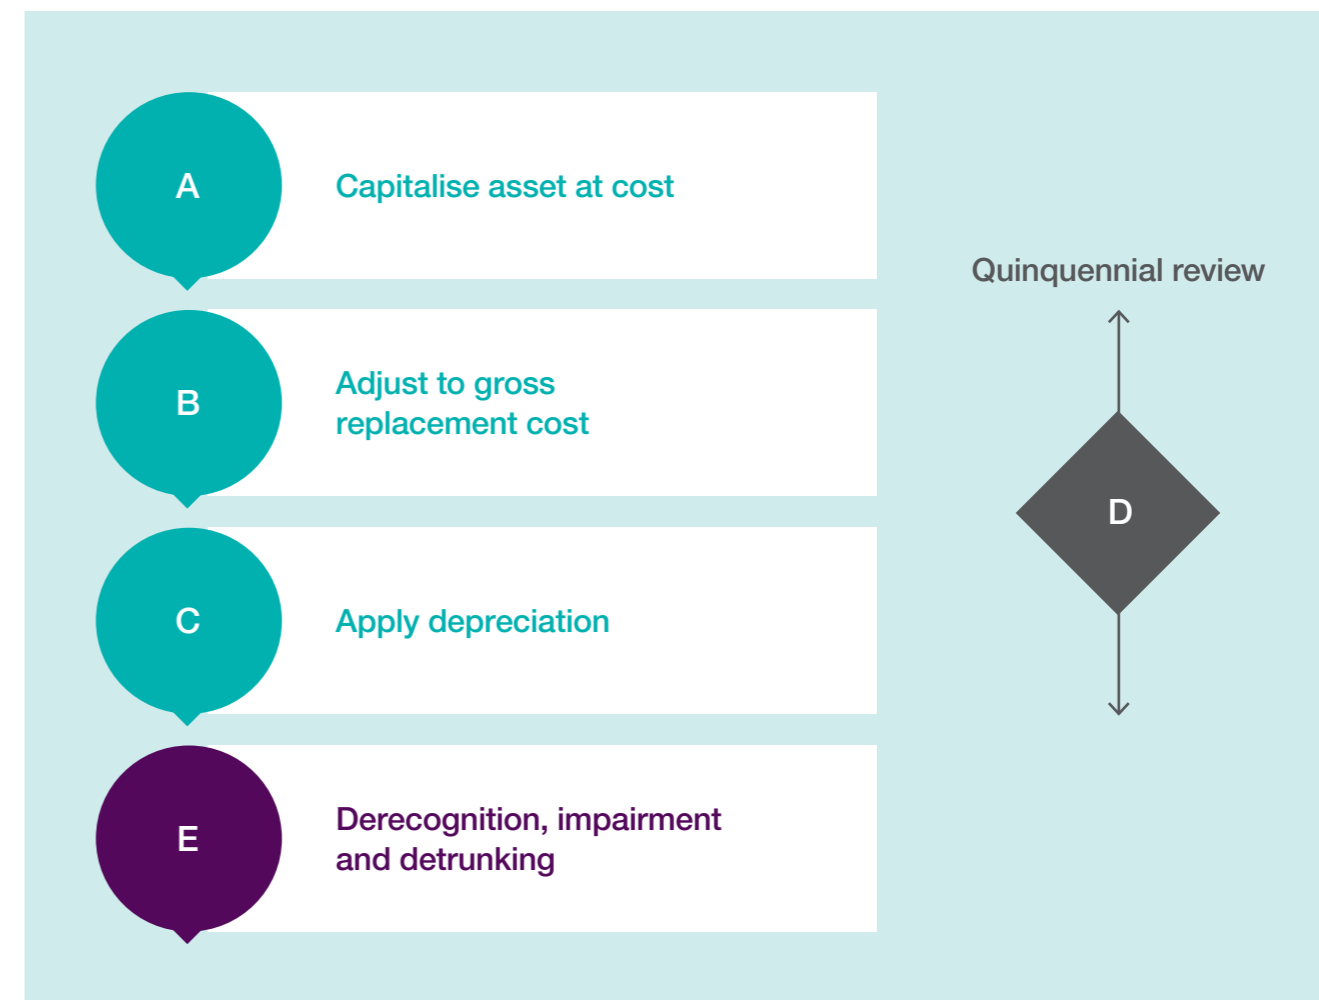 A
Capitalise asset at cost
B
Adjust to gross
replacement cost
C
Apply depreciation
E
Derecognition, impairment
and detrunking
Quinquennial review
D